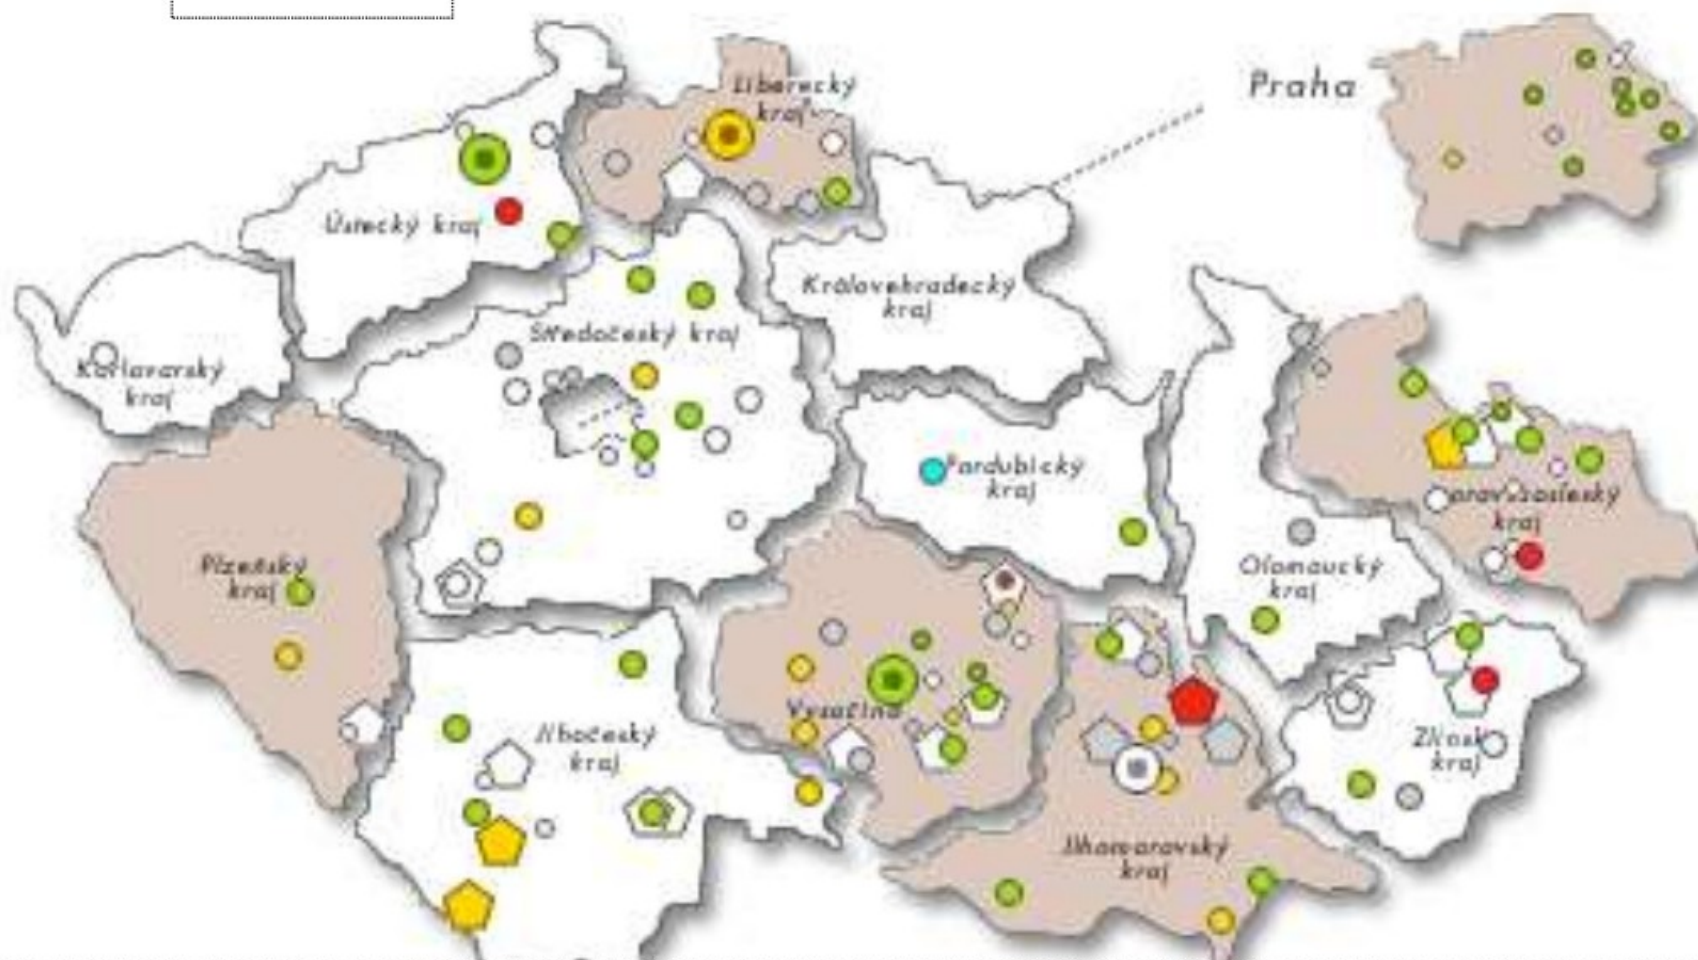 Liberecký
kraj
Praha
Ústecký kraj
Královehradecký
kraj
Středočeský kraj
Karlovarský
kraj
Pardubický
kraj
Moravskoslezský
kraj
Plzeňský
kraj
Olomoucký
kraj
Vysočina
Jihočeský
kraj
Zlínský
kraj
Jihomoravský
kraj